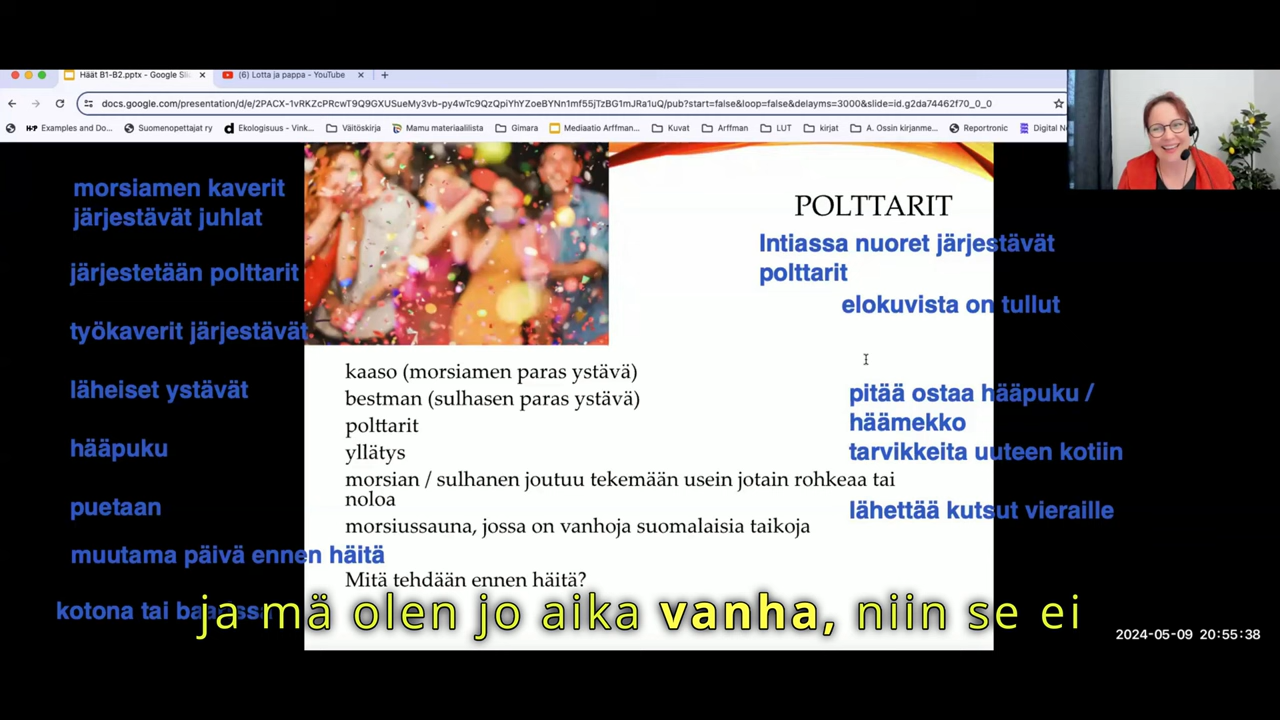 Häät B1-B2.pptx - Google Sli
(6) Lotta ja pappa - YouTube
docs.google.com/presentation/d/e/2PACX-1vRKZcPRcwT9Q9GXUSueMy3vb-py4wTc9QzQpiYhYZoeBYNn1mf55jTzBG1mJRa1uQ/pub?start=false&loop=false&delayms=3000&slide=id.g2da74462f70_0_0
Examples and Do...
Suomenopettajat ry
Ekologisuus - Vink...
Väitöskirja
Mamu materiaalilista
Gimara
Mediaatio Arffman...
Kuvat
Arffman
LUT
kirjat
A. Ossin kirjanme...
Reportronic
Digital Ne
morsiamen kaverit
järjestävät juhlat
järjestetään polttarit
työkaverit järjestävät
läheiset ystävät
hääpuku
puetaan
muutama päivä ennen häitä
kotona tai baarissa
POLTTARIT
Intiassa nuoret järjestävät
polttarit
elokuvista on tullut
pitää ostaa hääpuku /
häämekko
tarvikkeita uuteen kotiin
lähettää kutsut vieraille
kaaso (morsiamen paras ystävä)
bestman (sulhasen paras ystävä)
polttarit
yllätys
morsian / sulhanen joutuu tekemään usein jotain rohkeaa tai
noloa
morsiussauna, jossa on vanhoja suomalaisia taikoja
Mitä tehdään ennen häitä?
ja mä olen jo aika vanha, niin se ei
2024-05-09 20:55:38